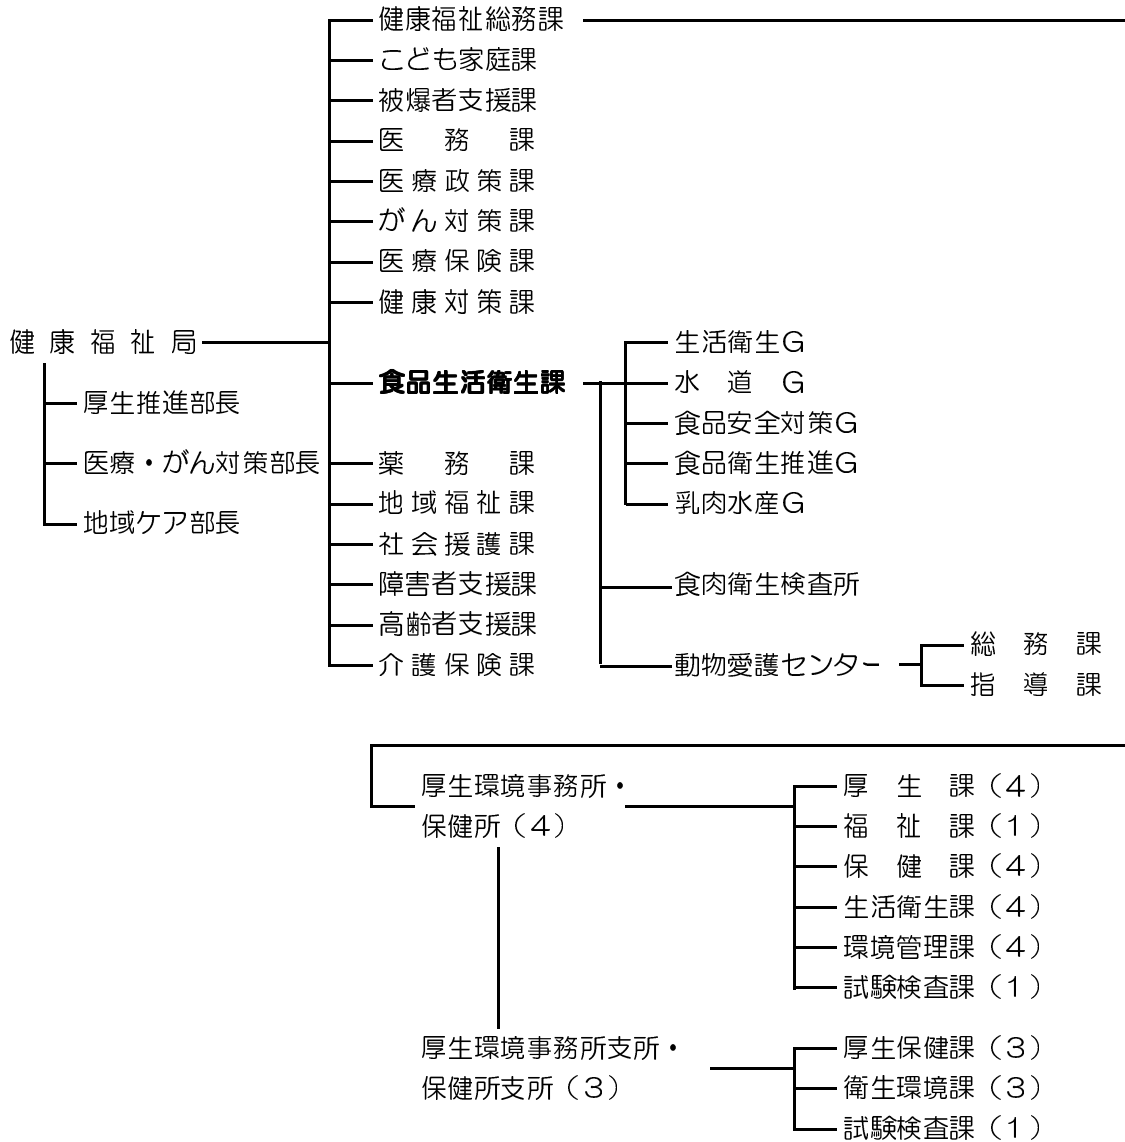 健康福祉総務課
こども家庭課
被爆者支援課
医務課
医療政策課
がん対策課
医療保険課
健康対策課
健康福祉局
厚生推進部長
医療・がん対策部長
地域ケア部長
食品生活衛生課
薬務課
地域福祉課
社会援護課
障害者支援課
高齢者支援課
介護保険課
生活衛生G
水道G
食品安全対策G
食品衛生推進G
乳肉水産G
食肉衛生検査所
動物愛護センター
総務課
指導課
厚生環境事務所・
保健所(4)
厚生課(4)
福祉課(1)
保健課(4)
生活衛生課(4)
環境管理課(4)
試験検査課(1)
厚生環境事務所支所・
保健所支所(3)
厚生保健課(3)
衛生環境課(3)
試験検査課(1)